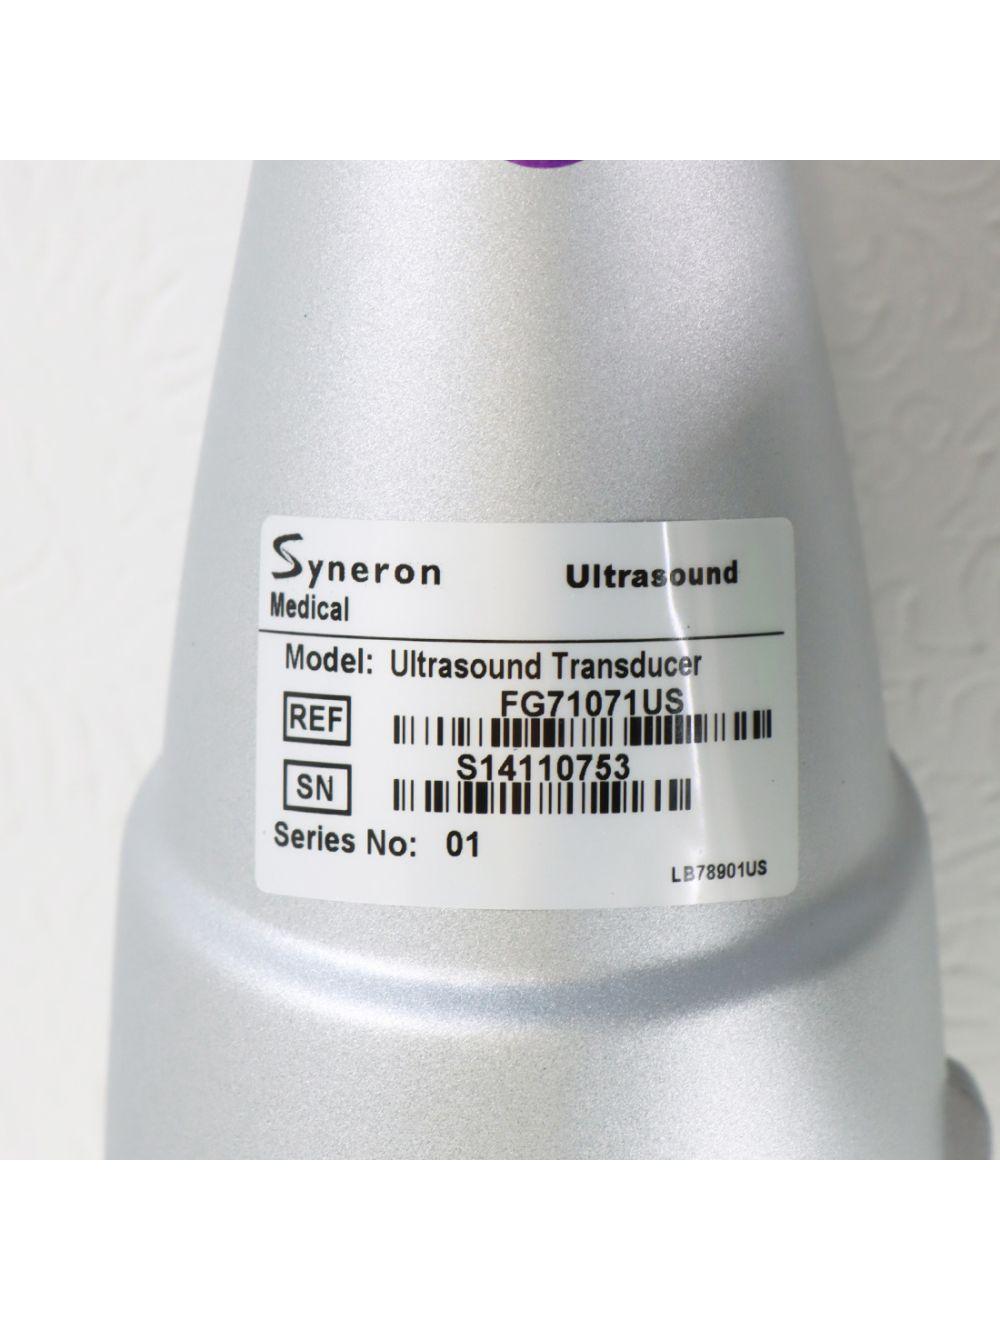 Syneron Ultrasound
Medical
Model: Ultrasound Transducer
REF FG71071US
SN S14110753
Series No: 01
LB78901US